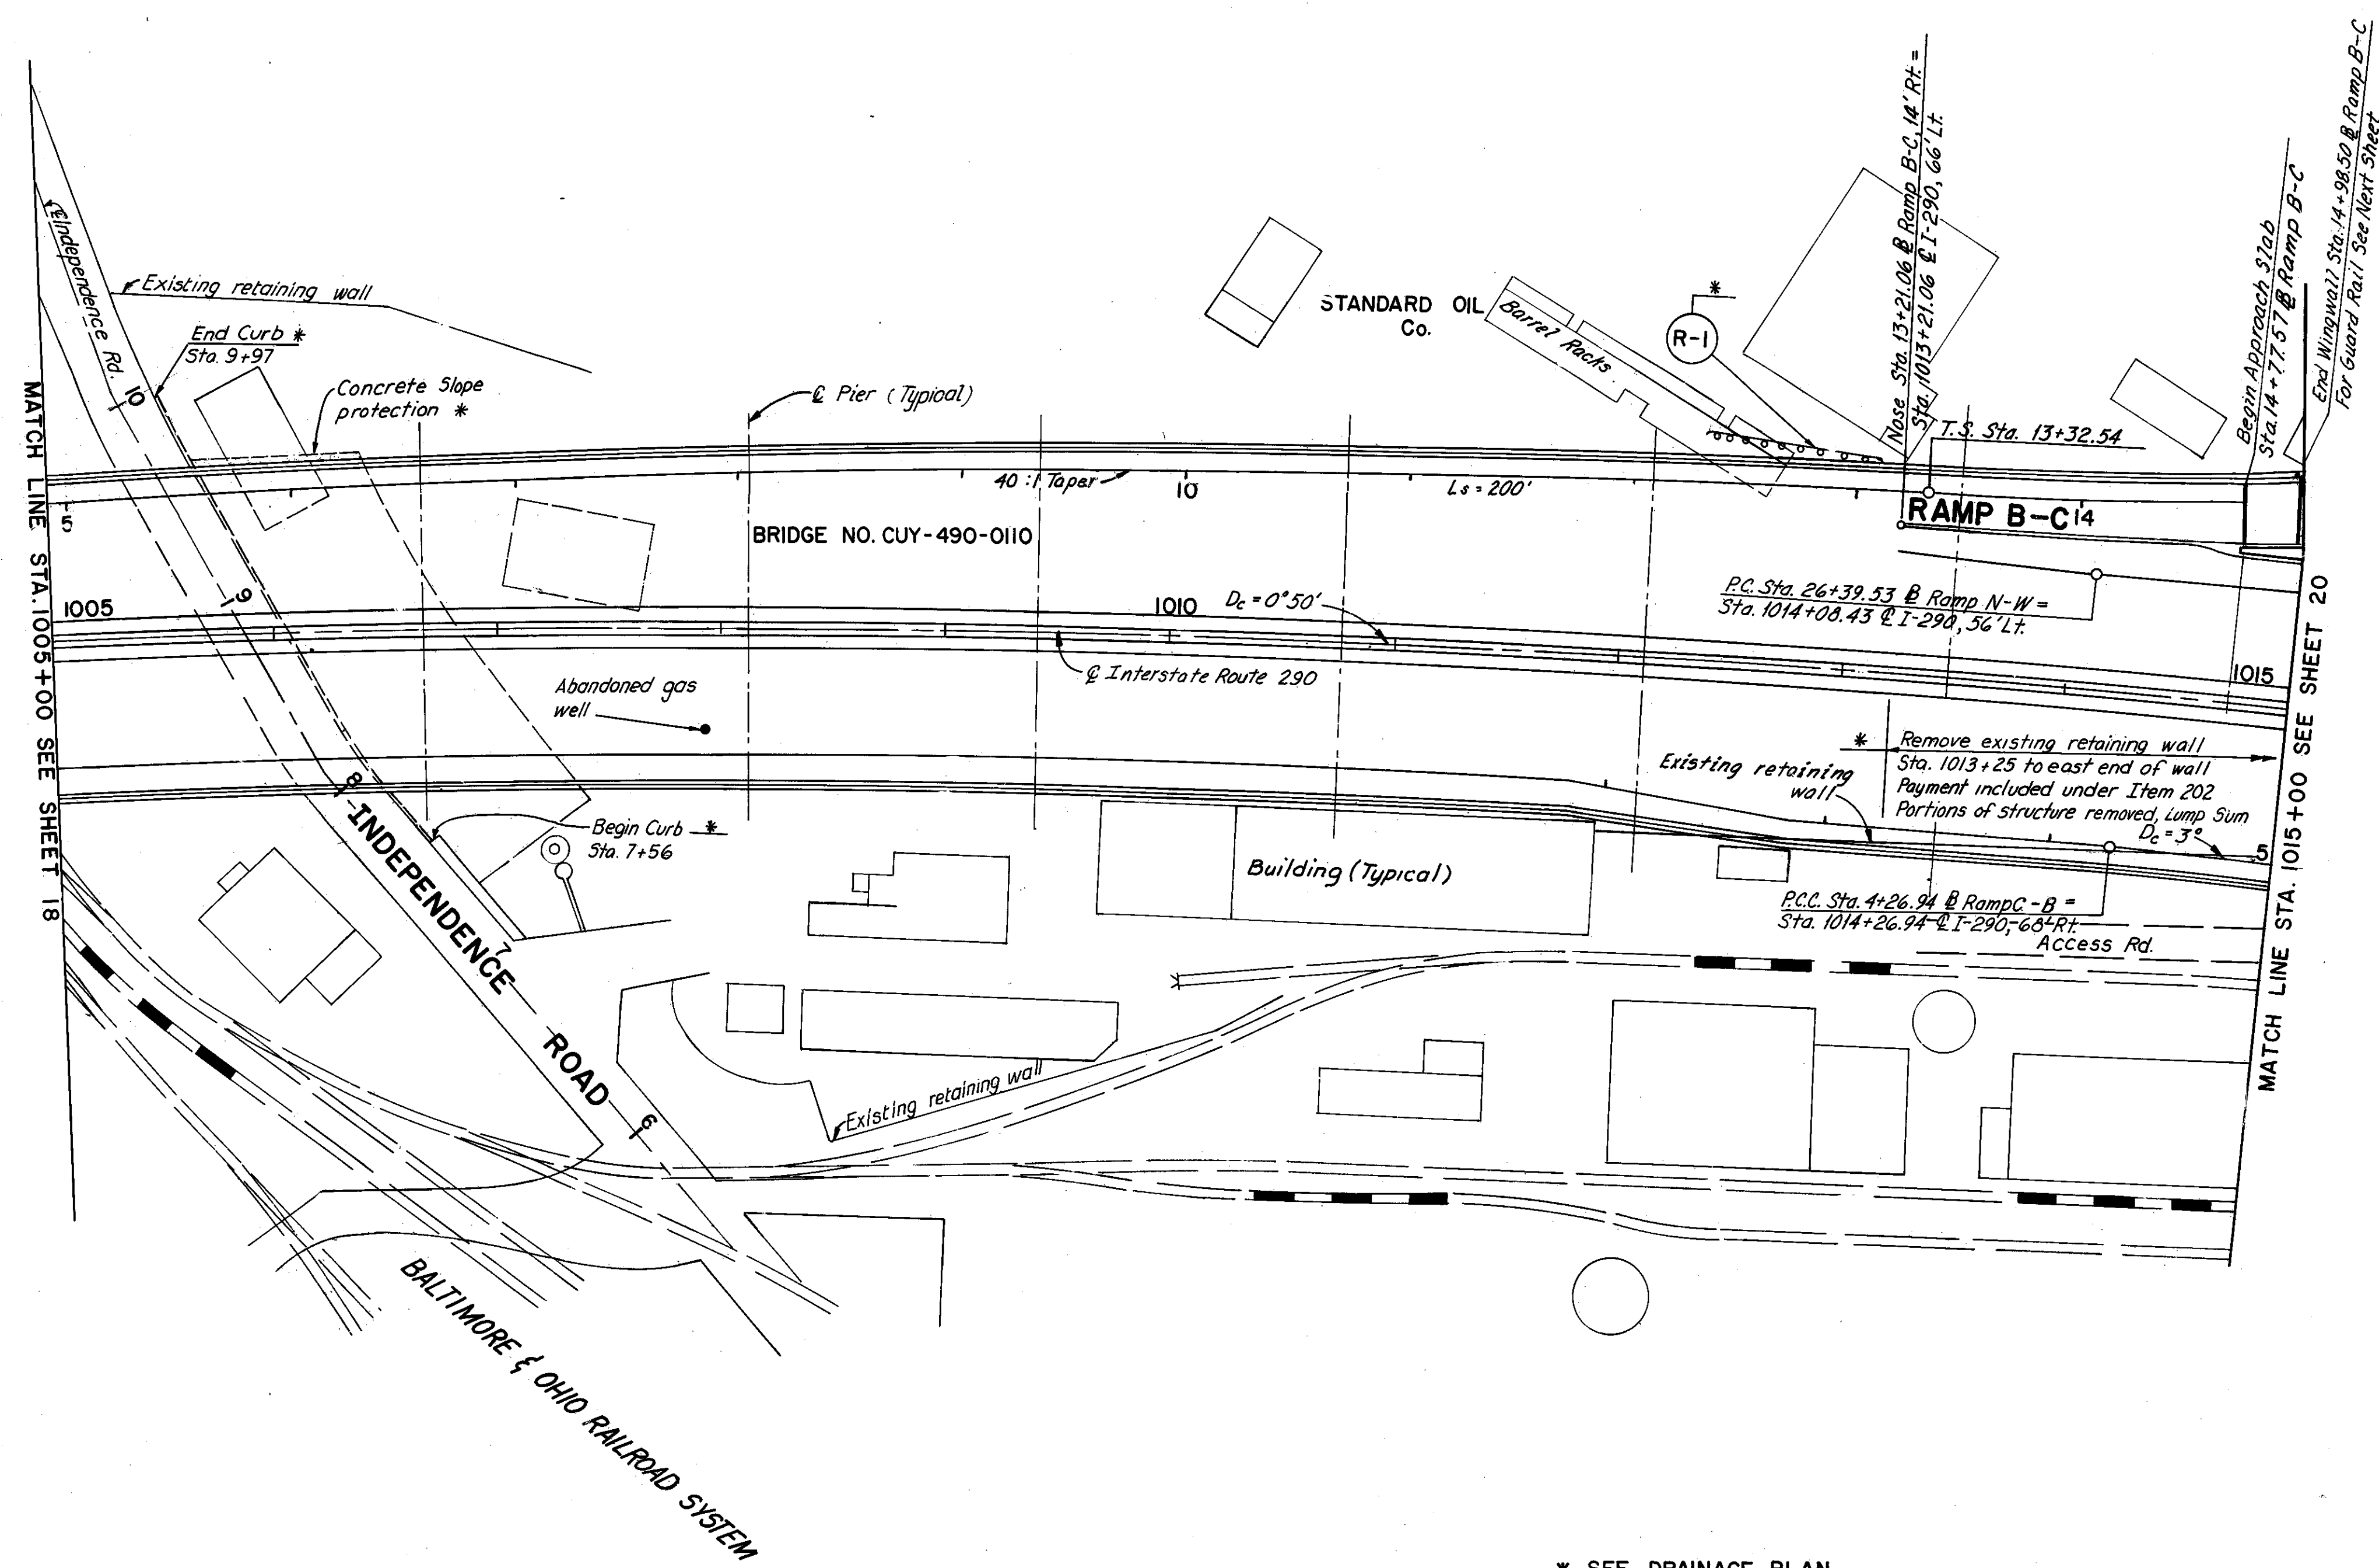 Nose Sta. 13+21.06 ⅊ Ramp B-C, 14' Rt. =
Sta. 1013+21.06 ℄ I-290, 66' Lt.
Begin Approach Slab
Sta. 14+77.57 ⅊ Ramp B-C
End Wingwall Sta. 14+98.50 ⅊ Ramp B-C
For Guard Rail See Next Sheet
℄ Independence Rd.
Existing retaining wall
End Curb *
Sta. 9+97
10
Concrete Slope
protection *
℄ Pier (Typical)
STANDARD OIL
Co.
Barrel Racks
*
R-1
T.S. Sta. 13+32.54
MATCH LINE STA. 1005+00 SEE SHEET 18
5
40:1 Taper
10
Ls = 200'
RAMP B-C
14
BRIDGE NO. CUY-490-0110
9
1005
1010
Dc = 0°50'
P.C. Sta. 26+39.53 ⅊ Ramp N-W =
Sta. 1014+08.43 ℄ I-290, 56' Lt.
℄ Interstate Route 290
1015
Abandoned gas
well
* Remove existing retaining wall
Sta. 1013+25 to east end of wall
Payment included under Item 202
Portions of structure removed, Lump Sum
Existing retaining
wall
Dc = 3°
5
8
Begin Curb *
Sta. 7+56
Building (Typical)
P.C.C. Sta. 4+26.94 ⅊ Ramp C-B =
Sta. 1014+26.94 ℄ I-290, 68' Rt.
Access Rd.
MATCH LINE STA. 1015+00 SEE SHEET 20
INDEPENDENCE ROAD
7
6
Existing retaining wall
BALTIMORE & OHIO RAILROAD SYSTEM
* SEE DRAINAGE PLAN